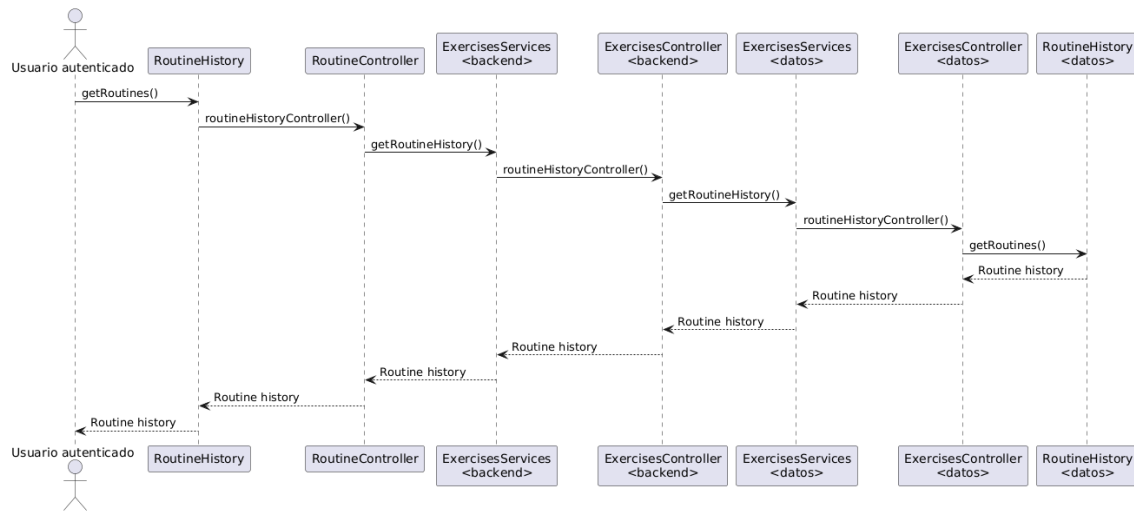 Usuario autenticado
RoutineHistory
RoutineController
ExercisesServices
<backend>
ExercisesController
<backend>
ExercisesServices
<datos>
ExercisesController
<datos>
RoutineHistory
<datos>
getRoutines()
routineHistoryController()
getRoutineHistory()
routineHistoryController()
getRoutineHistory()
routineHistoryController()
getRoutines()
Routine history
Routine history
Routine history
Routine history
Routine history
Routine history
Routine history
Usuario autenticado
RoutineHistory
RoutineController
ExercisesServices
<backend>
ExercisesController
<backend>
ExercisesServices
<datos>
ExercisesController
<datos>
RoutineHistory
<datos>